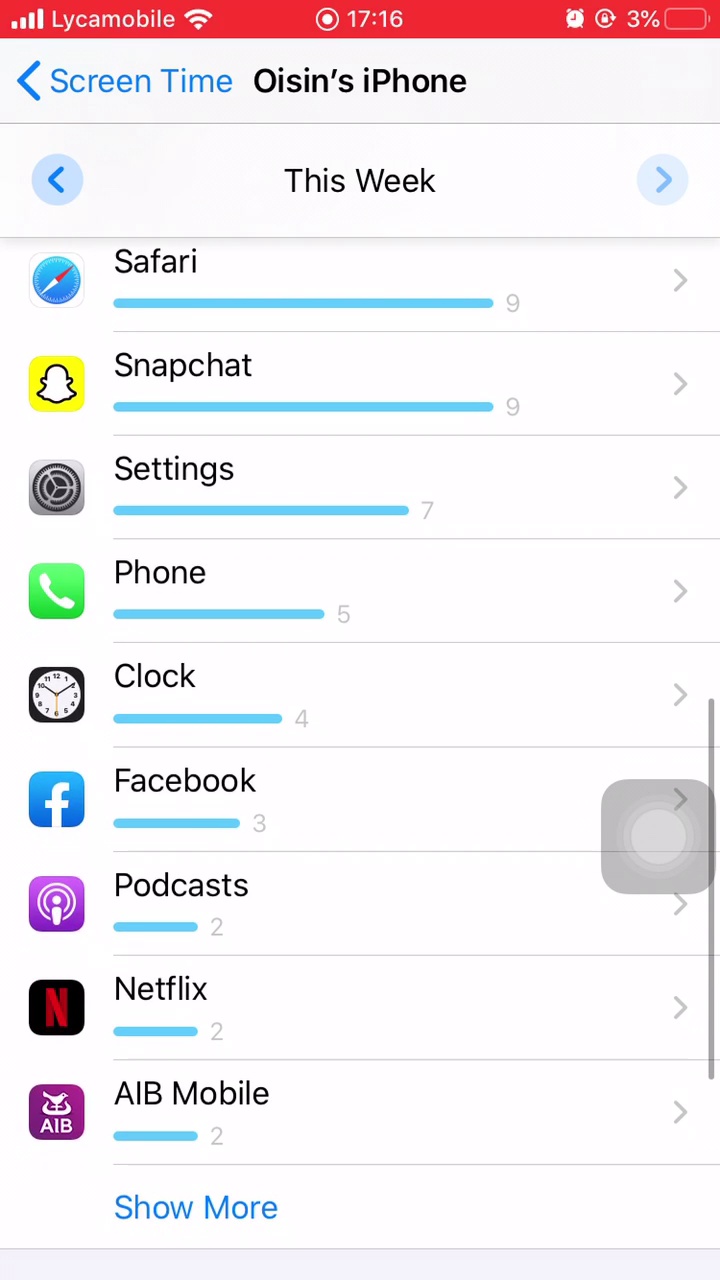 Lycamobile 17:16 3%
Screen Time Oisin's iPhone
This Week
Safari
9
Snapchat
9
Settings
7
Phone
5
Clock
4
Facebook
3
Podcasts
2
Netflix
2
AIB Mobile
2
AIB
Show More